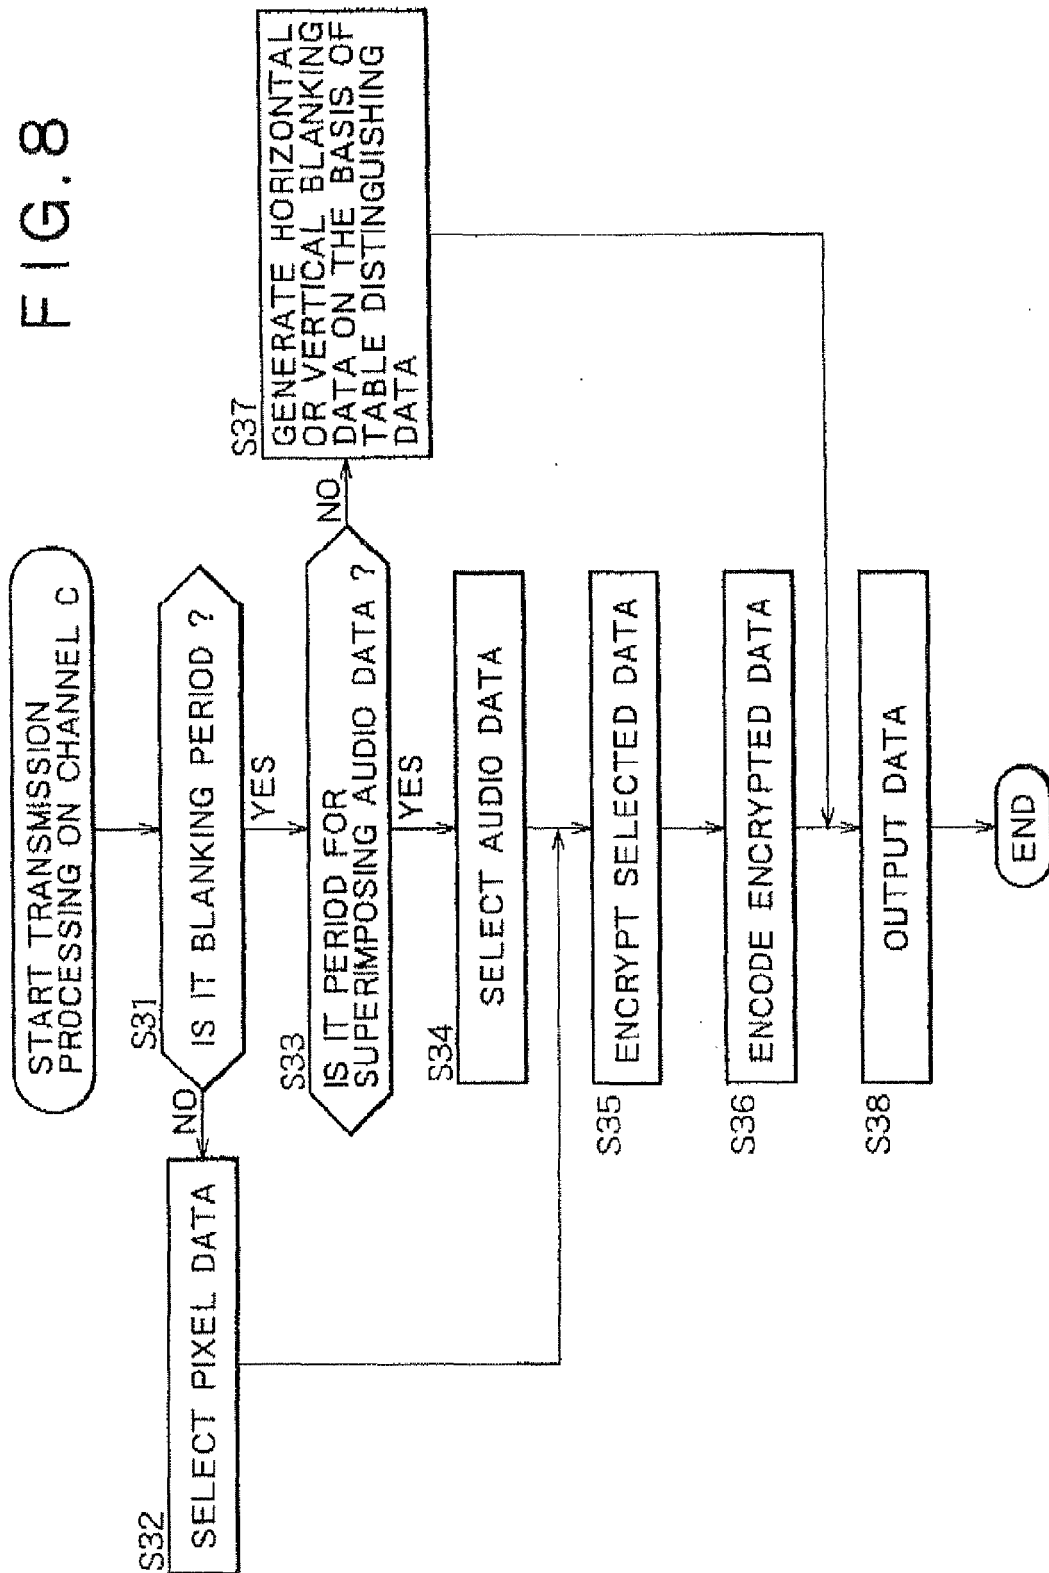 FIG. 8
START TRANSMISSION
PROCESSING ON CHANNEL C
S31
IS IT BLANKING PERIOD ?
NO
YES
S32
SELECT PIXEL DATA
S33
IS IT PERIOD FOR
SUPERIMPOSING AUDIO DATA ?
NO
YES
S37
GENERATE HORIZONTAL
OR VERTICAL BLANKING
DATA ON THE BASIS OF
TABLE DISTINGUISHING
DATA
S34
SELECT AUDIO DATA
S35
ENCRYPT SELECTED DATA
S36
ENCODE ENCRYPTED DATA
S38
OUTPUT DATA
END